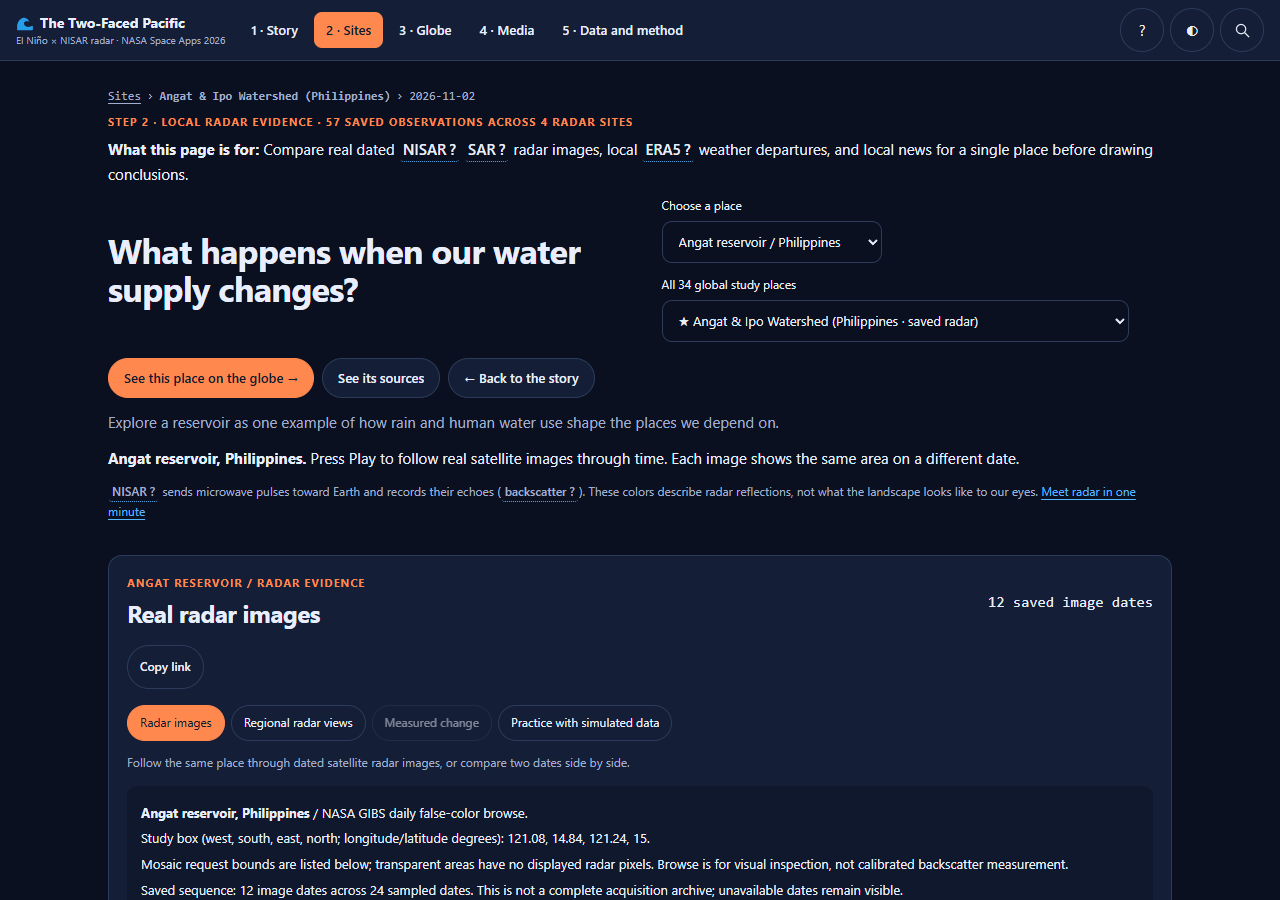 The Two-Faced Pacific
El Niño × NISAR radar · NASA Space Apps 2026
1 · Story
2 · Sites
3 · Globe
4 · Media
5 · Data and method
?
Sites › Angat & Ipo Watershed (Philippines) › 2026-11-02
STEP 2 · LOCAL RADAR EVIDENCE · 57 SAVED OBSERVATIONS ACROSS 4 RADAR SITES
What this page is for: Compare real dated NISAR ? SAR ? radar images, local ERA5 ? weather departures, and local news for a single place before drawing
conclusions.
Choose a place
Angat reservoir / Philippines
What happens when our water
supply changes?
All 34 global study places
★ Angat & Ipo Watershed (Philippines · saved radar)
See this place on the globe →
See its sources
← Back to the story
Explore a reservoir as one example of how rain and human water use shape the places we depend on.
Angat reservoir, Philippines. Press Play to follow real satellite images through time. Each image shows the same area on a different date.
NISAR ? sends microwave pulses toward Earth and records their echoes ( backscatter ? ). These colors describe radar reflections, not what the landscape looks like to our eyes. Meet radar in one
minute
ANGAT RESERVOIR / RADAR EVIDENCE
Real radar images
12 saved image dates
Copy link
Radar images
Regional radar views
Measured change
Practice with simulated data
Follow the same place through dated satellite radar images, or compare two dates side by side.
Angat reservoir, Philippines / NASA GIBS daily false-color browse.
Study box (west, south, east, north; longitude/latitude degrees): 121.08, 14.84, 121.24, 15.
Mosaic request bounds are listed below; transparent areas have no displayed radar pixels. Browse is for visual inspection, not calibrated backscatter measurement.
Saved sequence: 12 image dates across 24 sampled dates. This is not a complete acquisition archive; unavailable dates remain visible.